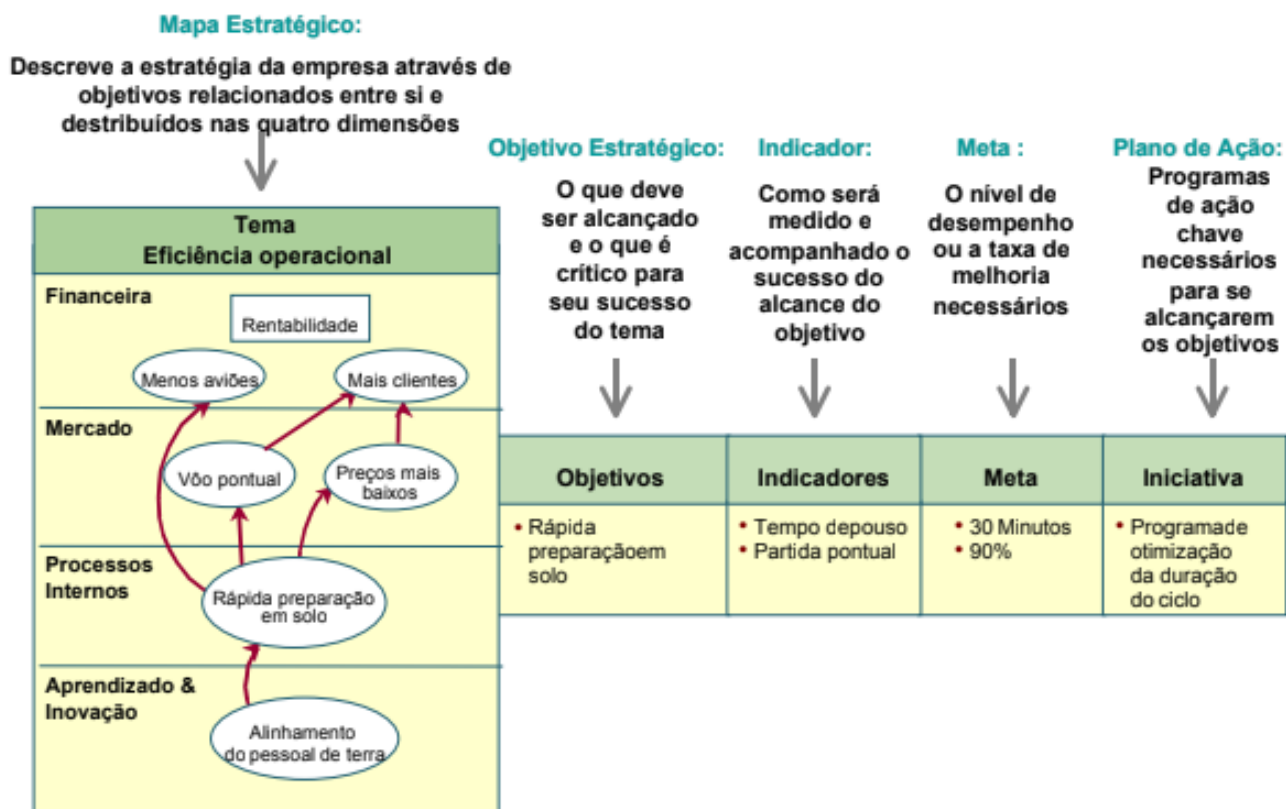 Mapa Estratégico:
Descreve a estratégia da empresa através de
objetivos relacionados entre si e
destribuídos nas quatro dimensões
Tema
Eficiência operacional
Financeira
Rentabilidade
Menos aviões
Mais clientes
Mercado
Vôo pontual
Preços mais
baixos
Processos
Internos
Rápida preparação
em solo
Aprendizado &
Inovação
Alinhamento
do pessoal de terra
Objetivo Estratégico:
O que deve
ser alcançado
e o que é
crítico para
seu sucesso
do tema
Indicador:
Como será
medido e
acompanhado o
sucesso do
alcance do
objetivo
Meta :
O nível de
desempenho
ou a taxa de
melhoria
necessários
Plano de Ação:
Programas
de ação
chave
necessários
para se
alcançarem
os objetivos
Objetivos
Indicadores
Meta
Iniciativa
• Rápida
preparaçãoem
solo
• Tempo depouso
• Partida pontual
• 30 Minutos
• 90%
• Programade
otimização
da duração
do ciclo